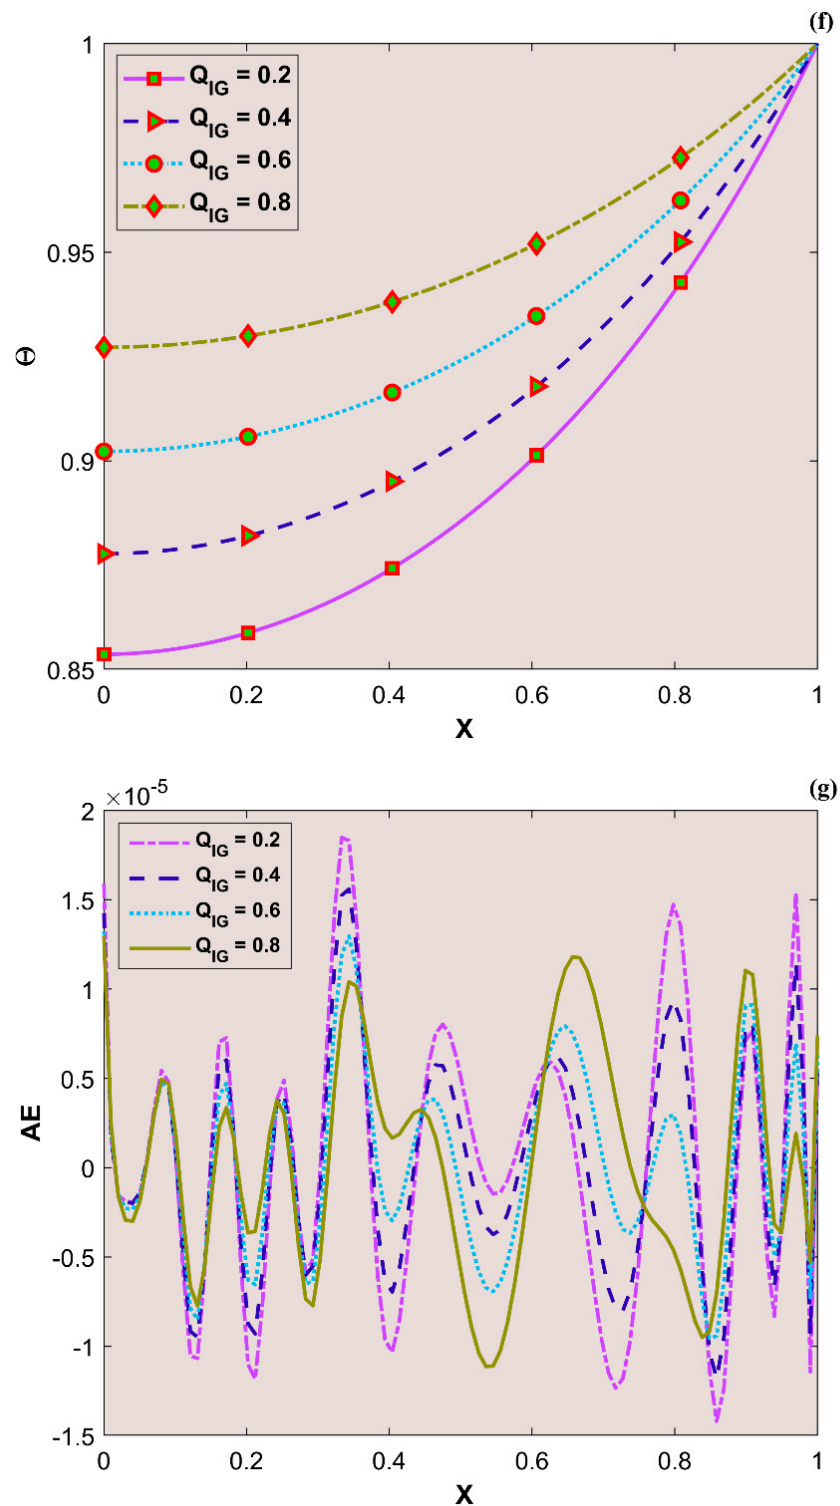 (f)
1
Q_IG = 0.2
Q_IG = 0.4
Q_IG = 0.6
Q_IG = 0.8
0.95
Θ
0.9
0.85
0 0.2 0.4 0.6 0.8 1
X
(g)
2 ×10^-5
Q_IG = 0.2
Q_IG = 0.4
Q_IG = 0.6
Q_IG = 0.8
1.5
1
0.5
AE
0
-0.5
-1
-1.5
0 0.2 0.4 0.6 0.8 1
X